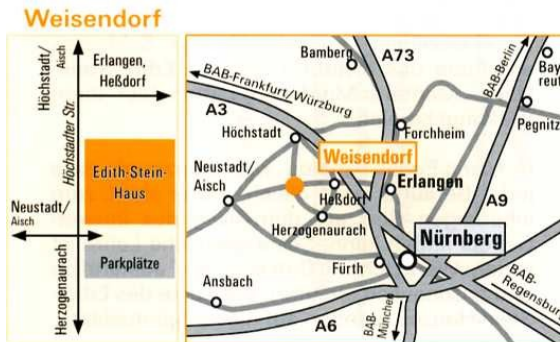 Weisendorf
Höchstadt/
Aisch
Erlangen,
Heßdorf
Höchstadter Str.
Edith-Stein-
Haus
Neustadt/
Aisch
Parkplätze
Herzogenaurach
Bamberg
A73
BAB-Berlin
Bay
reut
BAB-Frankfurt/Würzburg
A3
Pegnitz
Höchstadt
Forchheim
Weisendorf
Neustadt/
Aisch
Heßdorf
Erlangen
A9
Herzogenaurach
Nürnberg
Fürth
Ansbach
BAB-
Regensburg
A6
BAB-
München